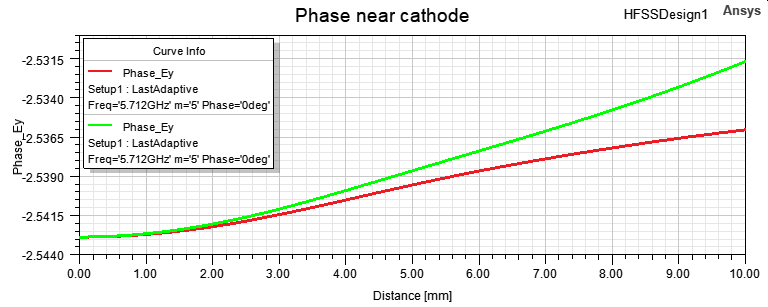 Phase near cathode
HFSSDesign1
Ansys
Curve Info
Phase_Ey
Setup1 : LastAdaptive
Freq='5.712GHz' m='5' Phase='0deg'
Phase_Ey
Setup1 : LastAdaptive
Freq='5.712GHz' m='5' Phase='0deg'
Phase_Ey
-2.5315
-2.5340
-2.5365
-2.5390
-2.5415
-2.5440
0.00 1.00 2.00 3.00 4.00 5.00 6.00 7.00 8.00 9.00 10.00
Distance [mm]